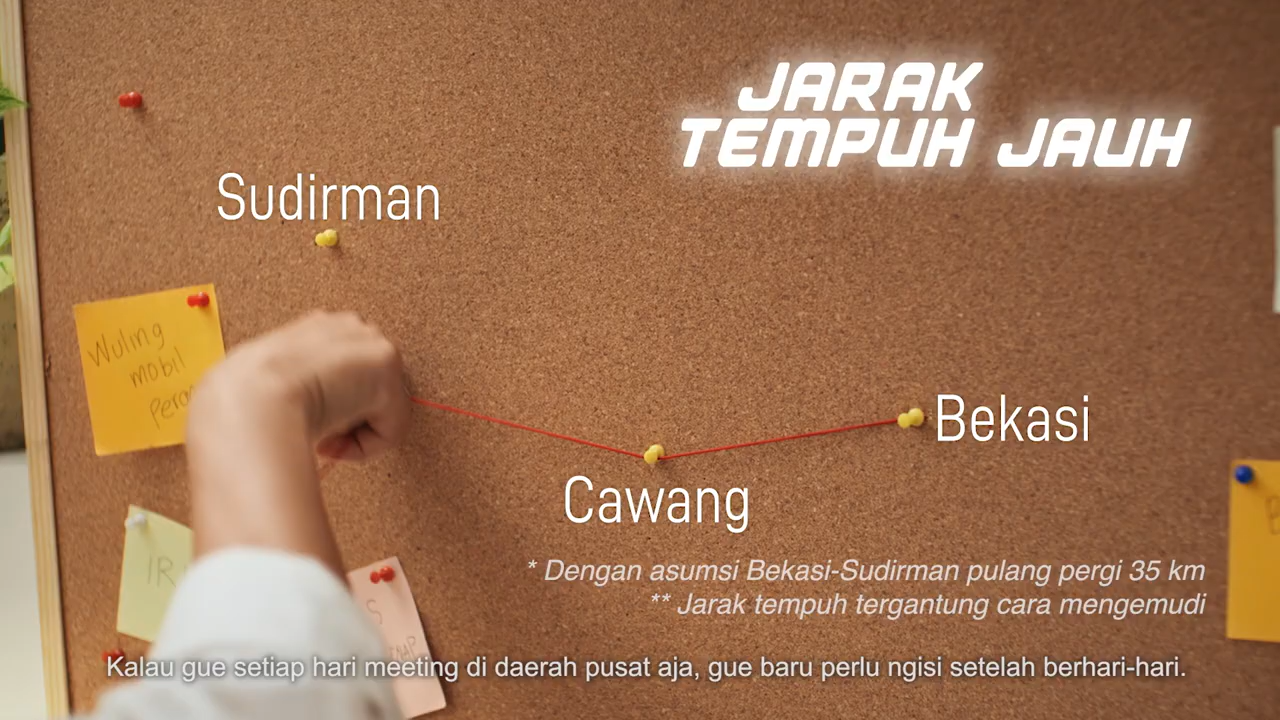 JARAK
TEMPUH JAUH
Sudirman
Wuling
mobil
Bekasi
Cawang
* Dengan asumsi Bekasi-Sudirman pulang pergi 35 km
** Jarak tempuh tergantung cara mengemudi
IR
S
Kalau gue setiap hari meeting di daerah pusat aja, gue baru perlu ngisi setelah berhari-hari.